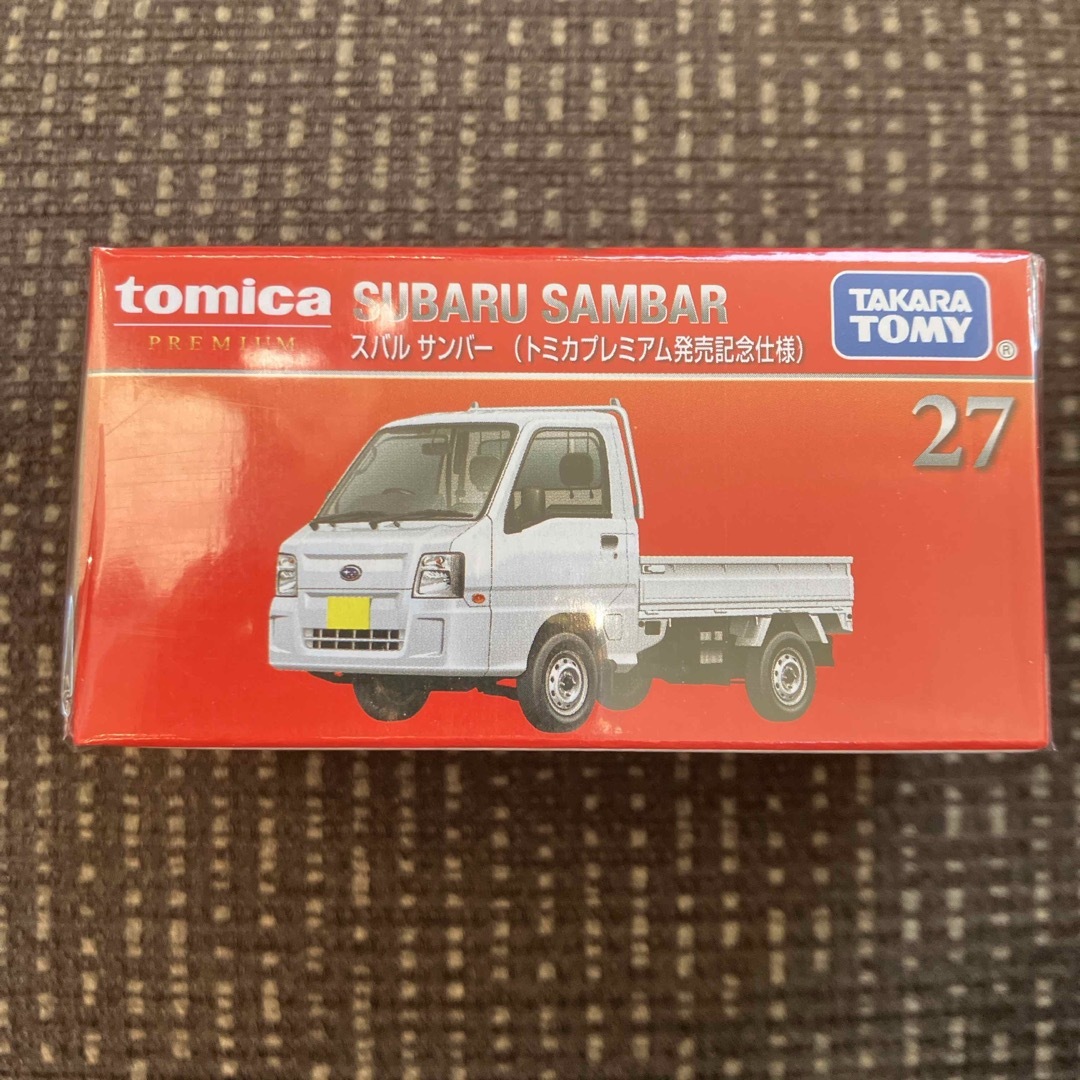 tomica
PREMIUM
SUBARU SAMBAR
スバル サンバー （トミカプレミアム発売記念仕様）
TAKARA
TOMY
®
27